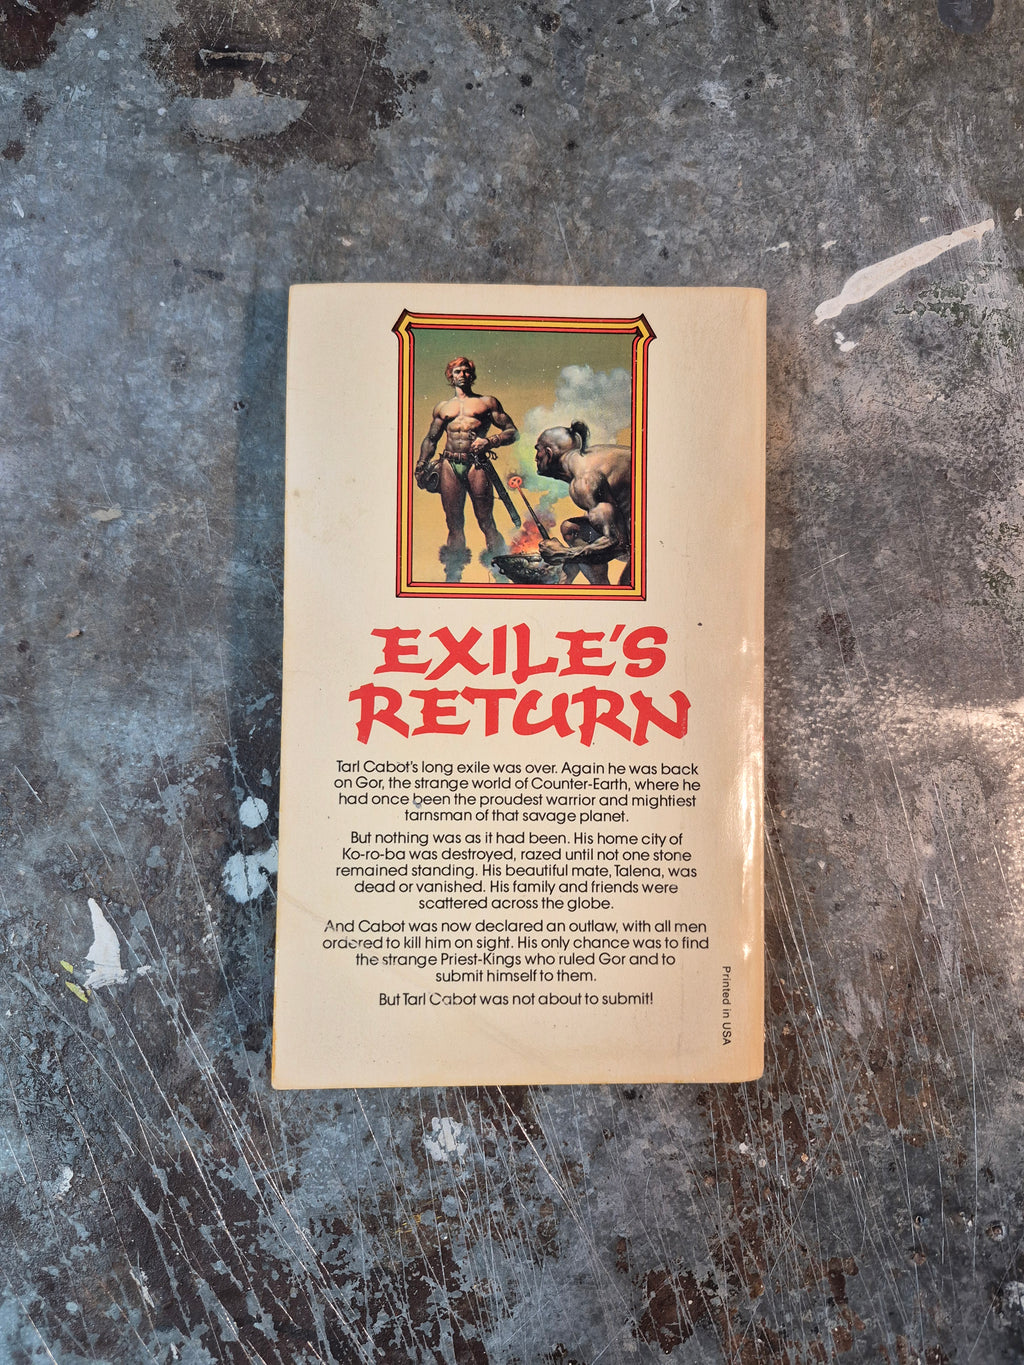 EXILE'S
RETURN
Tarl Cabot's long exile was over. Again he was back
on Gor, the strange world of Counter-Earth, where he
had once been the proudest warrior and mightiest
tarnsman of that savage planet.
But nothing was as it had been. His home city of
Ko-ro-ba was destroyed, razed until not one stone
remained standing. His beautiful mate, Talena, was
dead or vanished. His family and friends were
scattered across the globe.
And Cabot was now declared an outlaw, with all men
ordered to kill him on sight. His only chance was to find
the strange Priest-Kings who ruled Gor and to
submit himself to them.
But Tarl Cabot was not about to submit!
Printed in USA